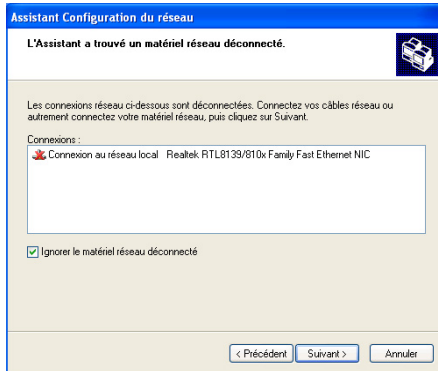 Assistant Configuration du réseau
L'Assistant a trouvé un matériel réseau déconnecté.
Les connexions réseau ci-dessous sont déconnectées. Connectez vos câbles réseau ou
autrement connectez votre matériel réseau, puis cliquez sur Suivant.
Connexions :
Connexion au réseau local Realtek RTL8139/810x Family Fast Ethernet NIC
Ignorer le matériel réseau déconnecté
< Précédent Suivant > Annuler